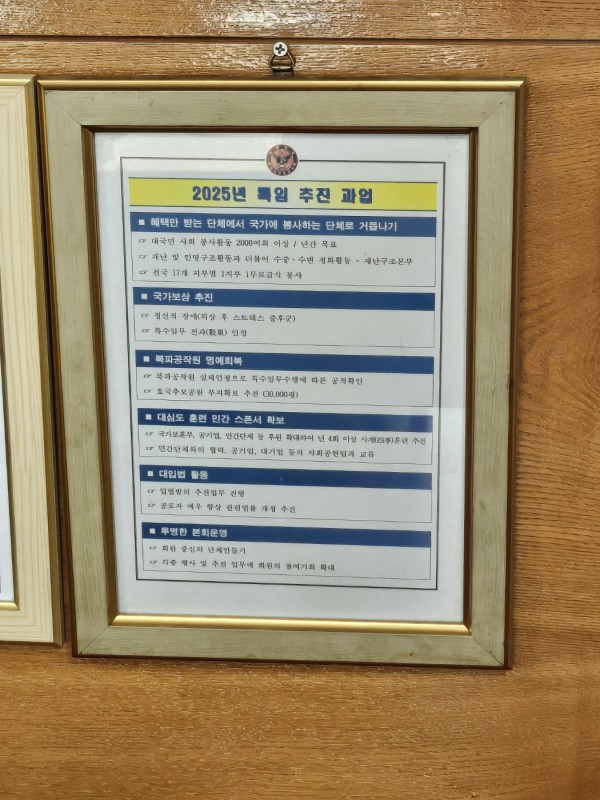 2025년 특임 추진 과업
■ 혜택만 받는 단체에서 국가에 봉사하는 단체로 거듭나기
☞ 대국민 사회 봉사활동 2000여회 이상 / 년간 목표
☞ 재난 및 인명구조활동과 더불어 수중·수변 정화활동 - 재난구조본부
☞ 전국 17개 지부별 1지부 1무료급식 봉사
■ 국가보상 추진
☞ 정신적 장애(외상 후 스트레스 증후군)
☞ 특수임무 전과(戰果) 인정
■ 북파공작원 명예회복
☞ 북파공작원 실체인정으로 특수임무수행에 따른 공적확인
☞ 호국추모공원 부지확보 추진 (30,000평)
■ 대심도 훈련 민간 스폰서 확보
☞ 국가보훈부, 공기업, 민간단체 등 후원 확대하여 년 4회 이상 사계(四季)훈련 추진
☞ 민간단체와의 협력, 공기업, 대기업 등의 사회공헌팀과 교류
■ 대입법 활동
☞ 입법발의 추진업무 진행
☞ 공로자 예우 향상 관련법률 개정 추진
■ 투명한 본회운영
☞ 회원 중심의 단체만들기
☞ 각종 행사 및 추진 업무에 회원의 참여기회 확대